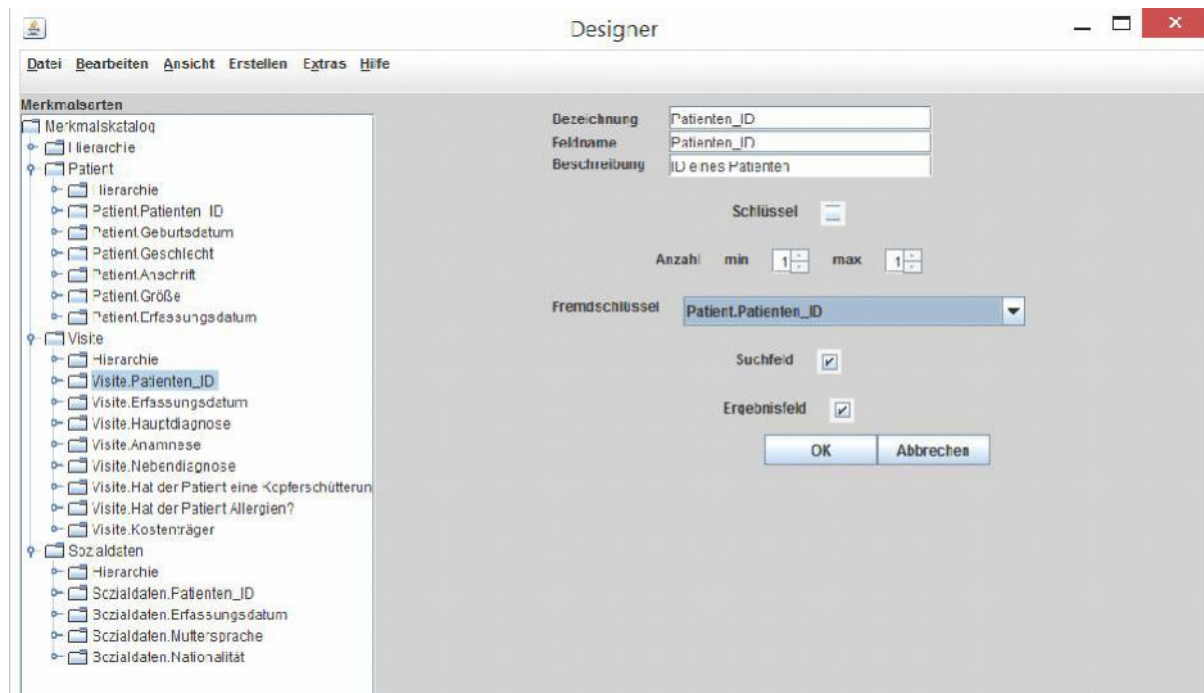 Designer
Datei Bearbeiten Ansicht Erstellen Extras Hilfe
Merkmalsarten
Merkmalskatalog
Hierarchie
Patient
Hierarchie
Patient.Patienten_ID
Patient.Geburtsdatum
Patient.Geschlecht
Patient.Anschrift
Patient.Größe
Patient.Erfassungsdatum
Visite
Hierarchie
Visite.Patienten_ID
Visite.Erfassungsdatum
Visite.Hauptdiagnose
Visite.Anamnese
Visite.Nebendiagnose
Visite.Hat der Patient eine Kopferschütterun
Visite.Hat der Patient Allergien?
Visite.Kostenträger
Sozialdaten
Hierarchie
Sozialdaten.Patienten_ID
Sozialdaten.Erfassungsdatum
Sozialdaten.Muttersprache
Sozialdaten.Nationalität
Bezeichnung Patienten_ID
Feldname Patienten_ID
Beschreibung ID eines Patienten
Schlüssel
Anzahl min 1 max 1
Fremdschlüssel Patient.Patienten_ID
Suchfeld
Ergebnisfeld
OK Abbrechen